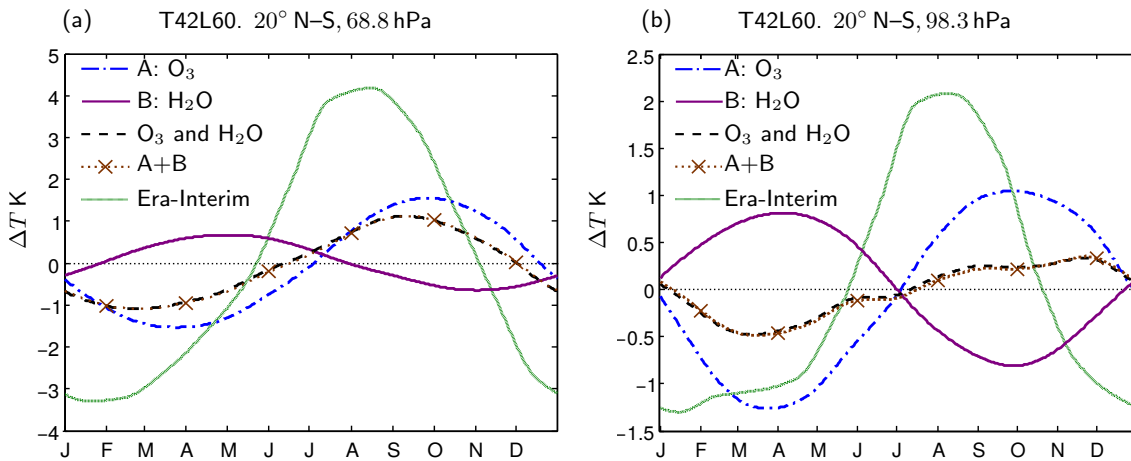 (a) T42L60. 20° N–S, 68.8 hPa
5
4
3
2
1
0
−1
−2
−3
−4
ΔT K
A: O₃
B: H₂O
O₃ and H₂O
A+B
Era-Interim
J F M A M J J A S O N D
(b) T42L60. 20° N–S, 98.3 hPa
2.5
2
1.5
1
0.5
0
−0.5
−1
−1.5
ΔT K
A: O₃
B: H₂O
O₃ and H₂O
A+B
Era-Interim
J F M A M J J A S O N D